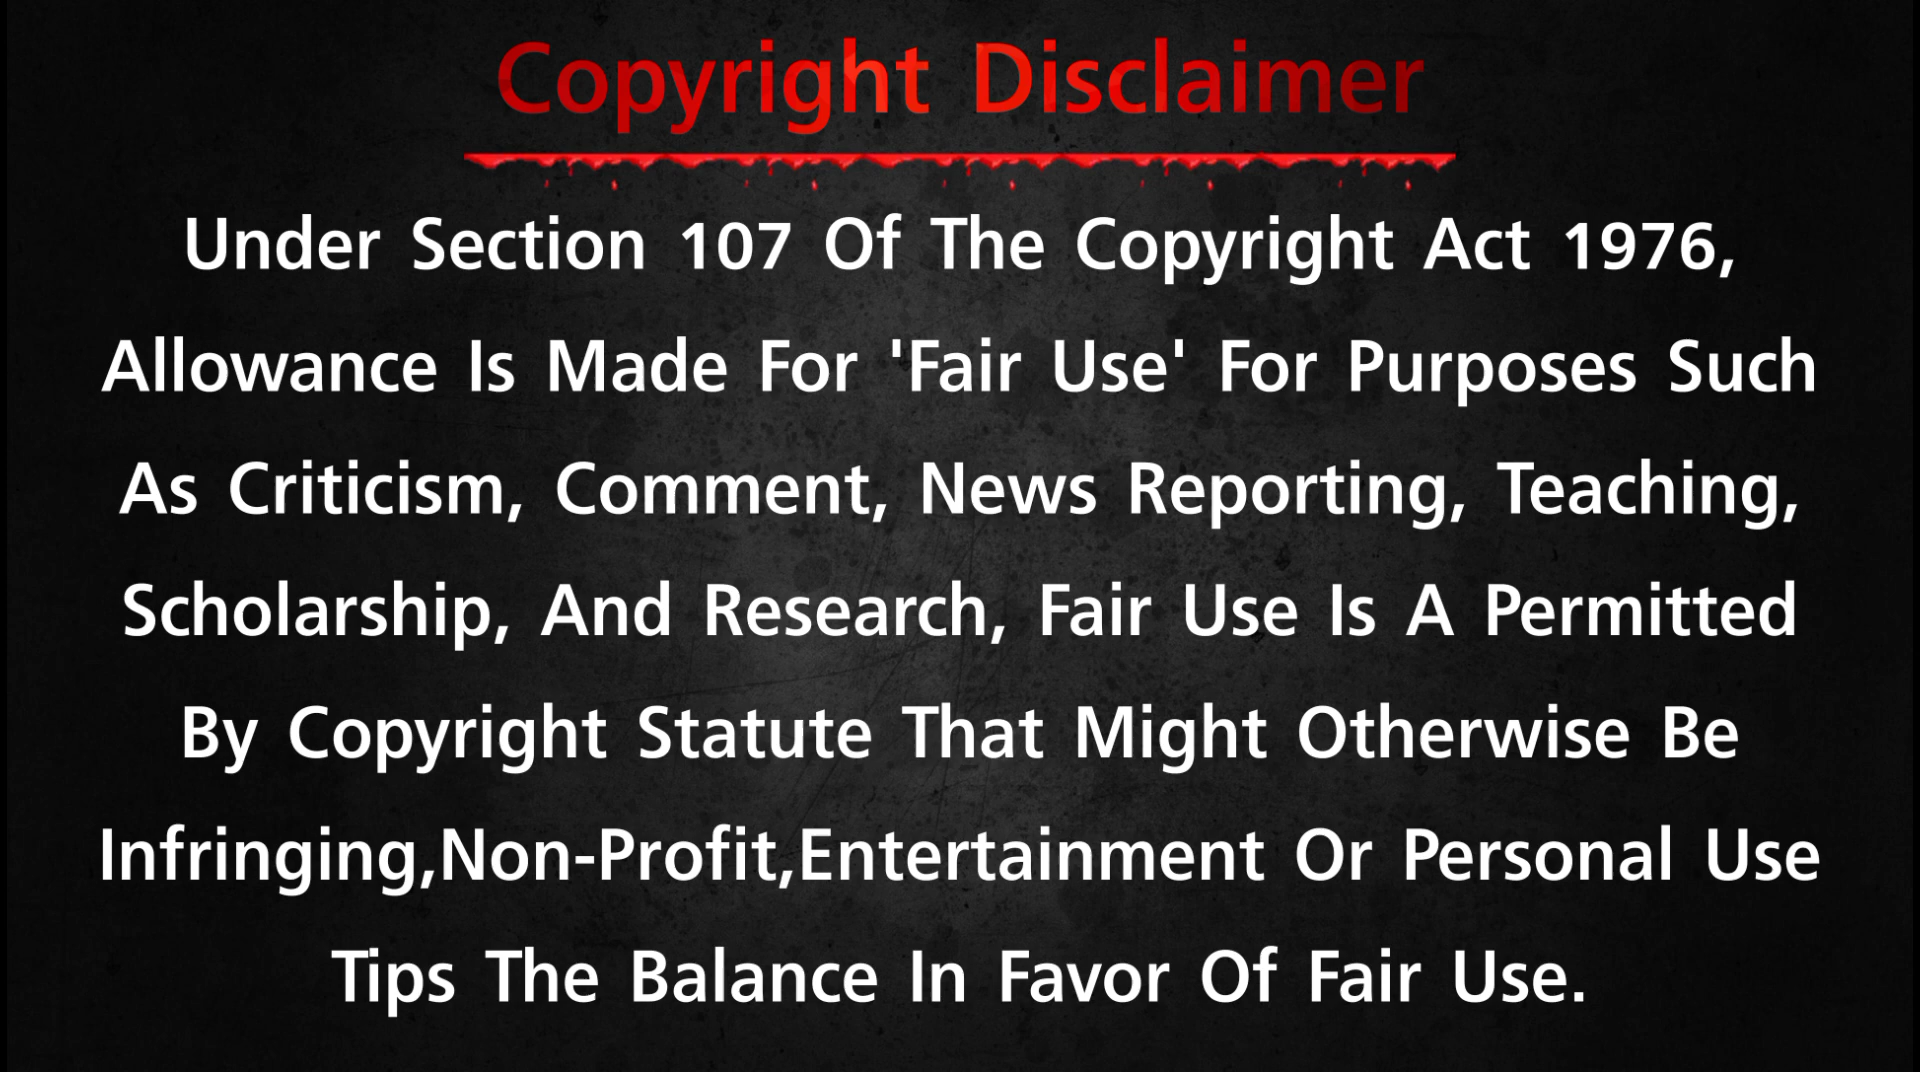 Copyright Disclaimer
Under Section 107 Of The Copyright Act 1976,
Allowance Is Made For 'Fair Use' For Purposes Such
As Criticism, Comment, News Reporting, Teaching,
Scholarship, And Research, Fair Use Is A Permitted
By Copyright Statute That Might Otherwise Be
Infringing,Non-Profit,Entertainment Or Personal Use
Tips The Balance In Favor Of Fair Use.